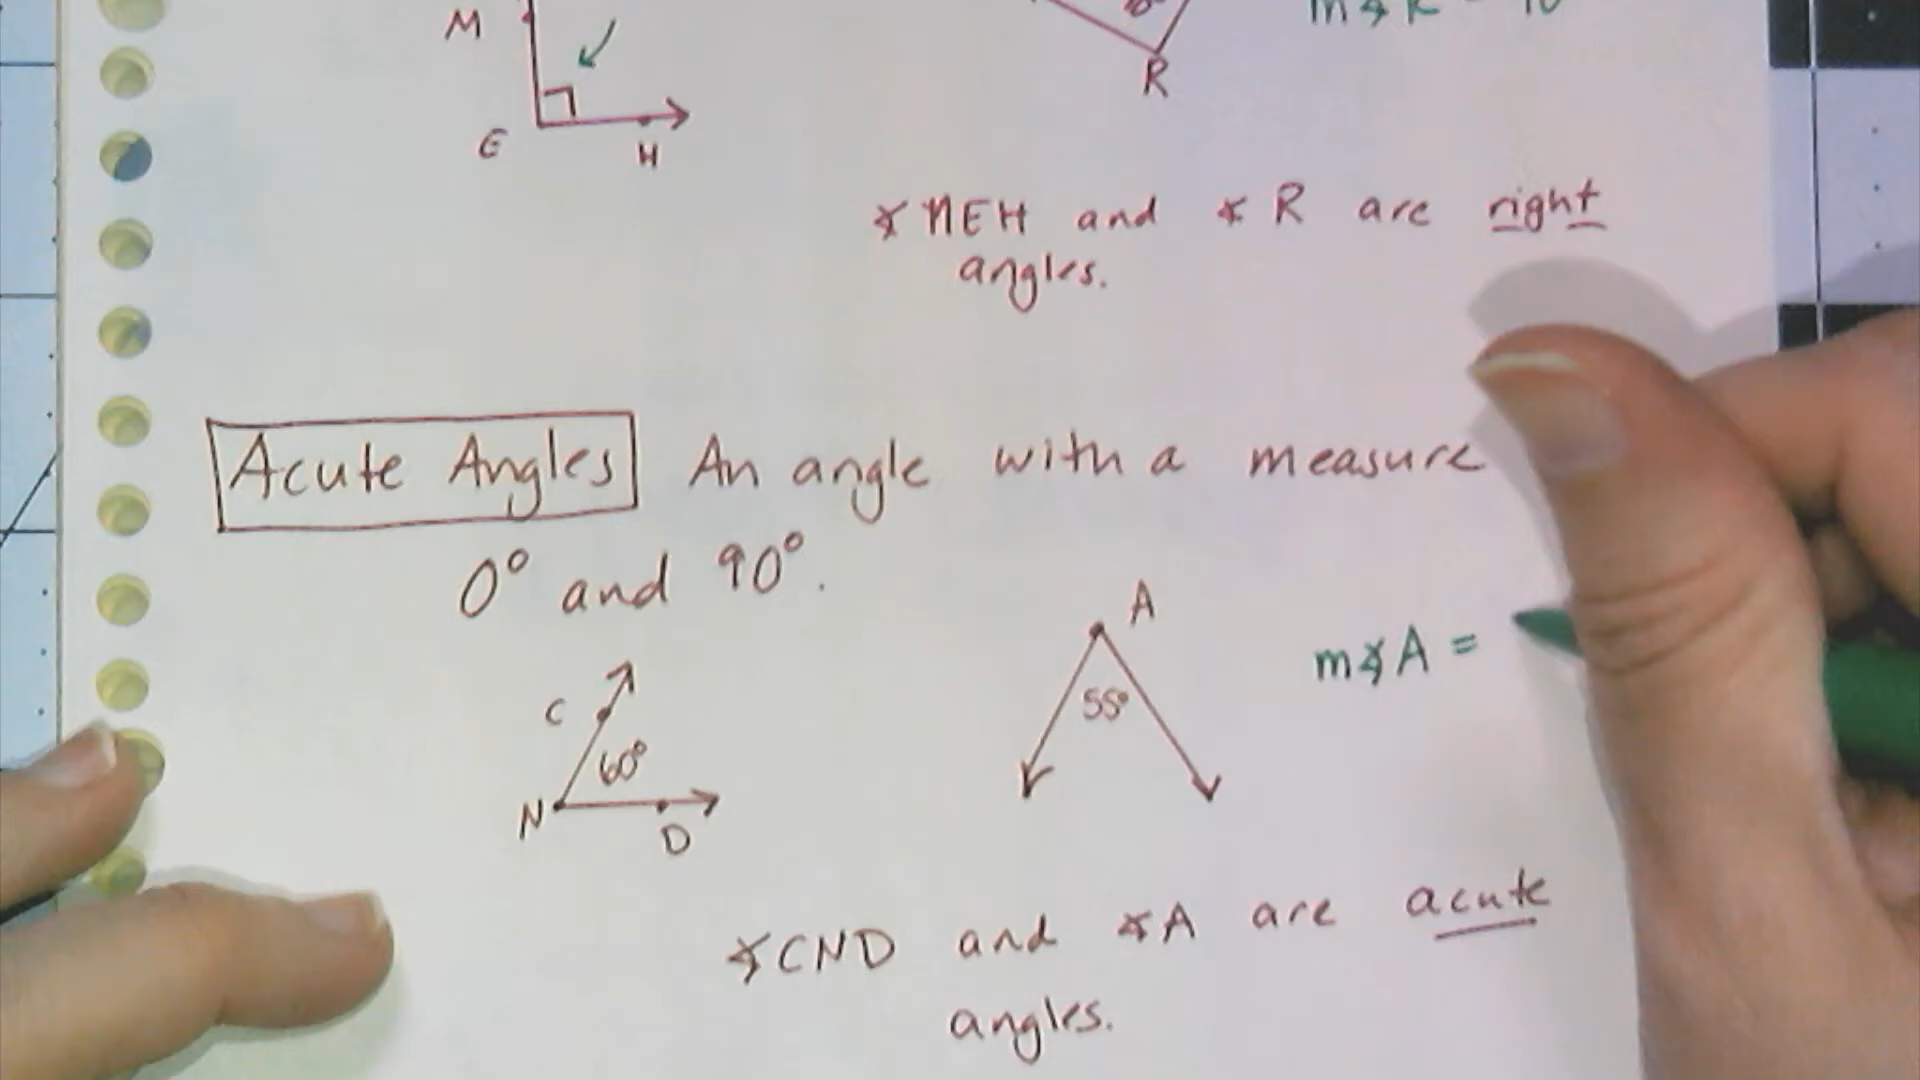 M
E
H
R
∡MEH and ∡R are right
angles.
Acute Angles An angle with a measure
0° and 90°.
A
55°
m∡A =
C
60°
N
D
∡CND and ∡A are acute
angles.